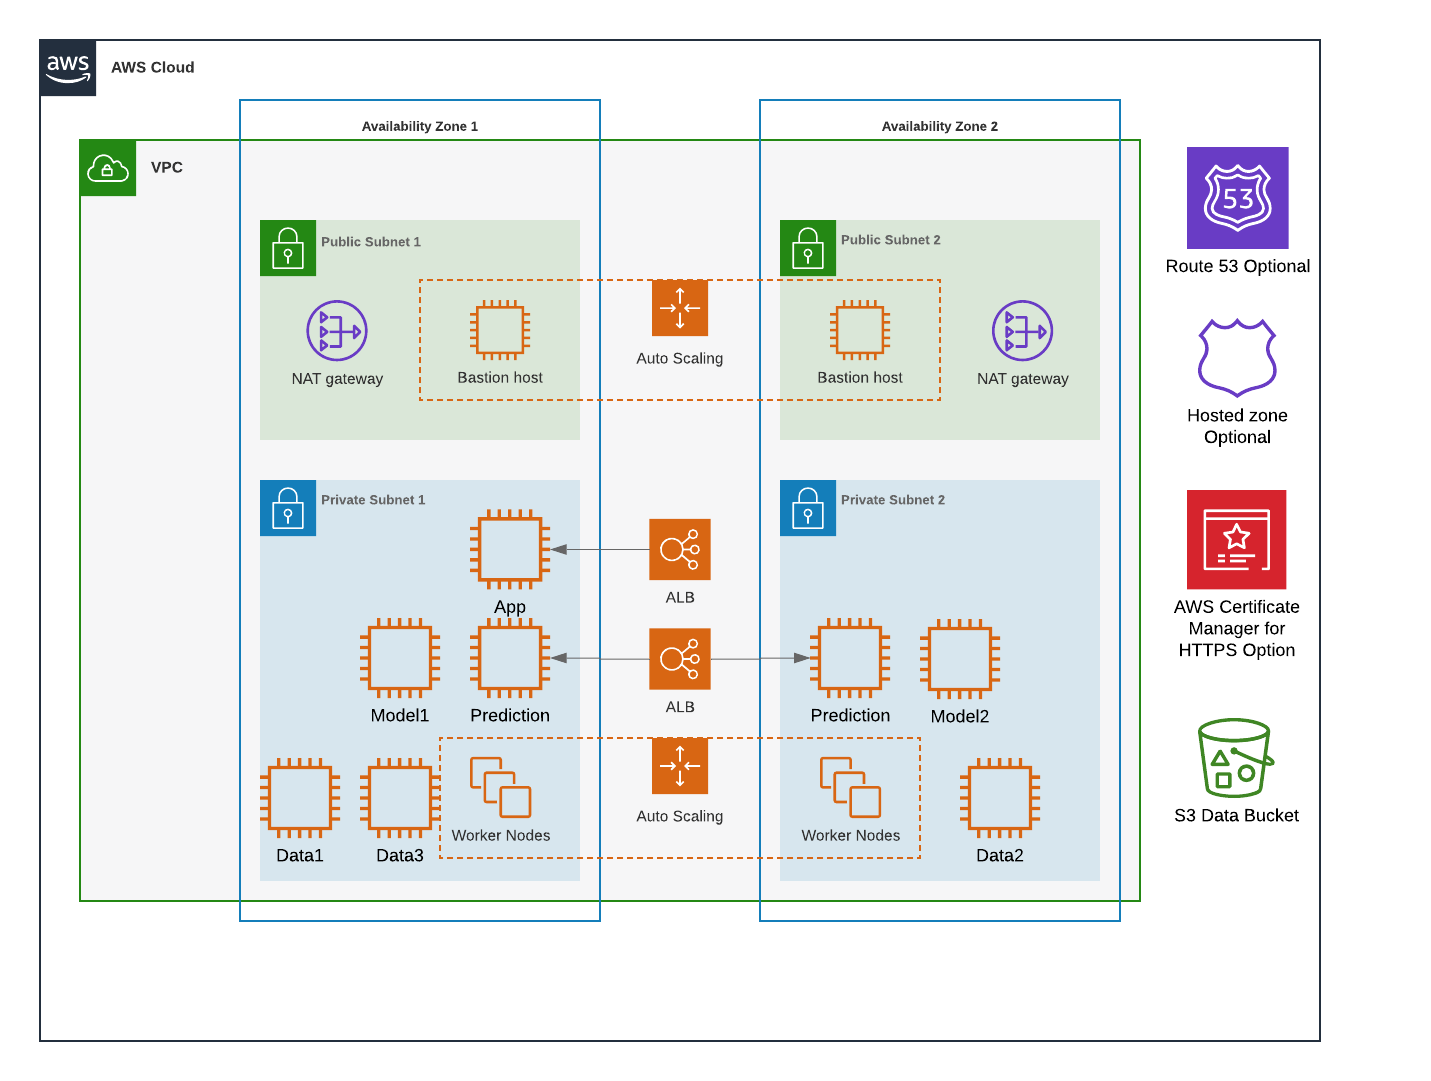 aws
AWS Cloud
Availability Zone 1
Availability Zone 2
VPC
Public Subnet 1
Public Subnet 2
NAT gateway
Bastion host
Auto Scaling
Bastion host
NAT gateway
Private Subnet 1
Private Subnet 2
App
ALB
Model1
Prediction
ALB
Prediction
Model2
Data1
Data3
Worker Nodes
Auto Scaling
Worker Nodes
Data2
53
Route 53 Optional
Hosted zone
Optional
AWS Certificate
Manager for
HTTPS Option
S3 Data Bucket